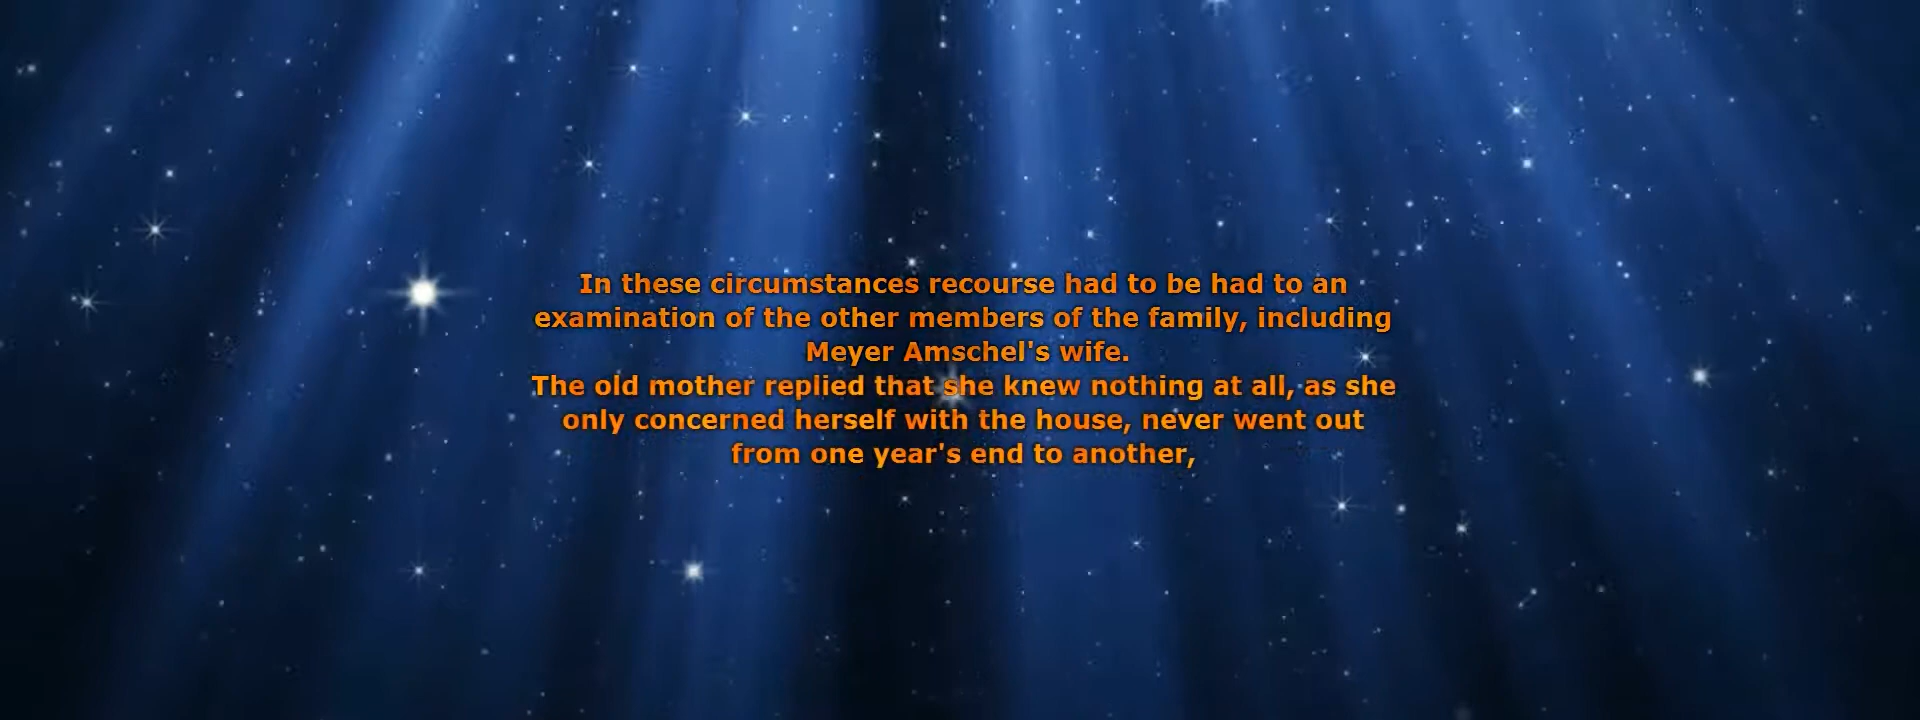 In these circumstances recourse had to be had to an
examination of the other members of the family, including
Meyer Amschel's wife.
The old mother replied that she knew nothing at all, as she
only concerned herself with the house, never went out
from one year's end to another,